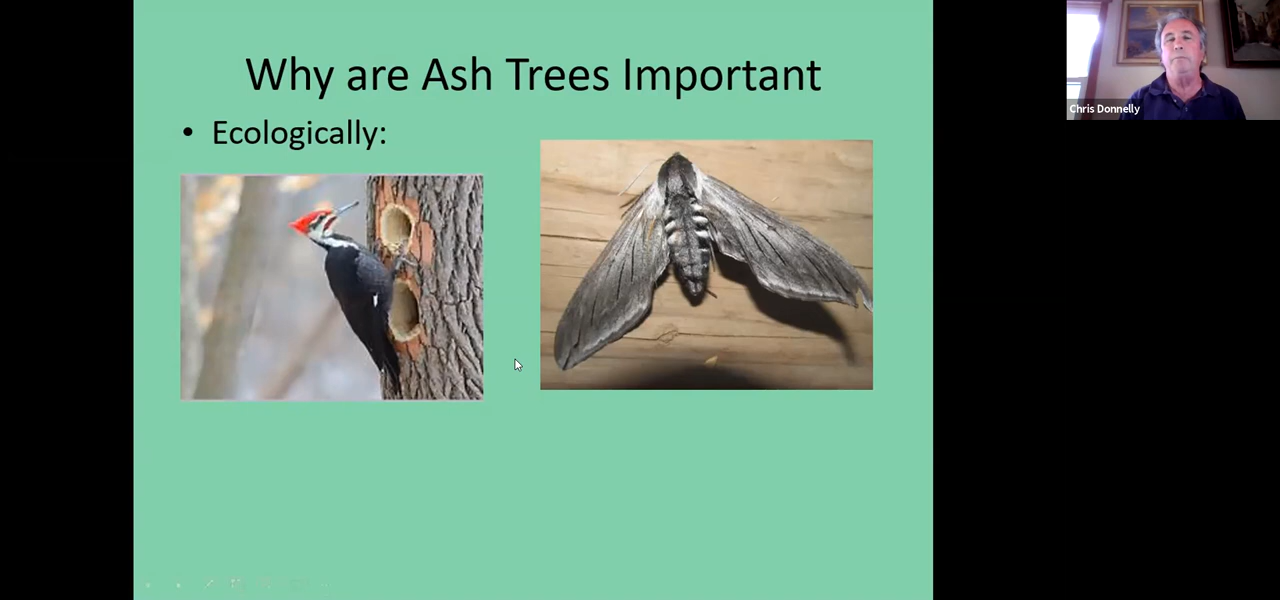 Why are Ash Trees Important
• Ecologically:
Chris Donnelly